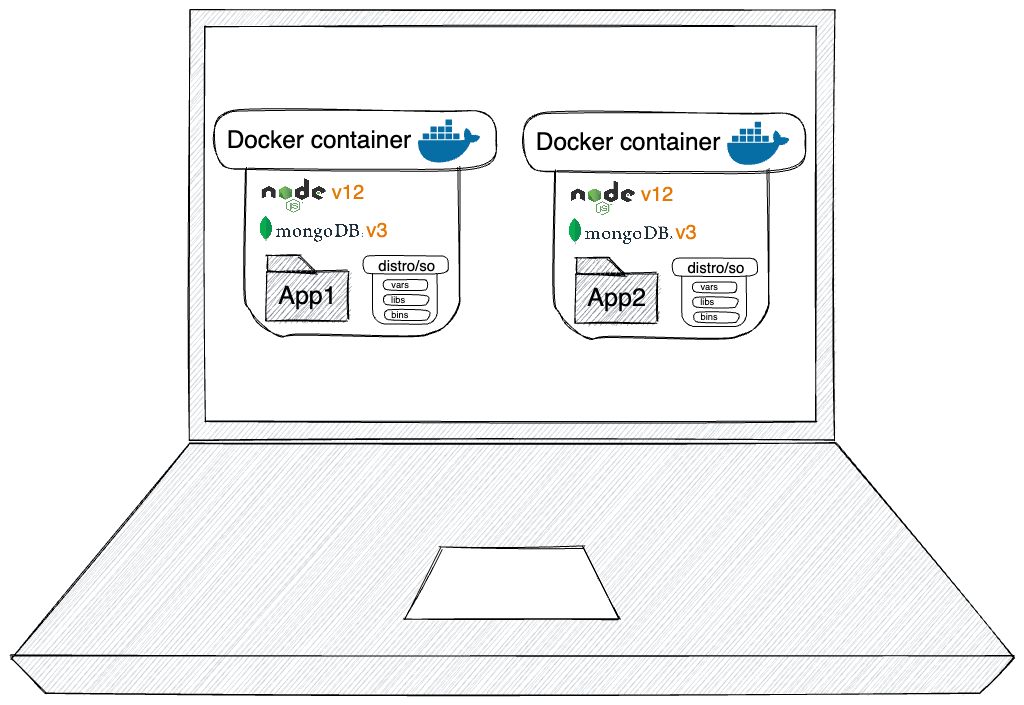 Docker container
node v12
JS
mongoDB. v3
App1
distro/so
vars
libs
bins
Docker container
node v12
JS
mongoDB. v3
App2
distro/so
vars
libs
bins